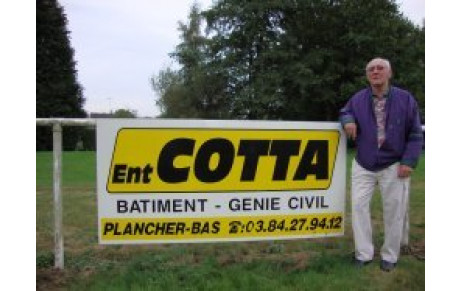 Ent COTTA
BATIMENT - GENIE CIVIL
PLANCHER-BAS ☎:03.84.27.94.12